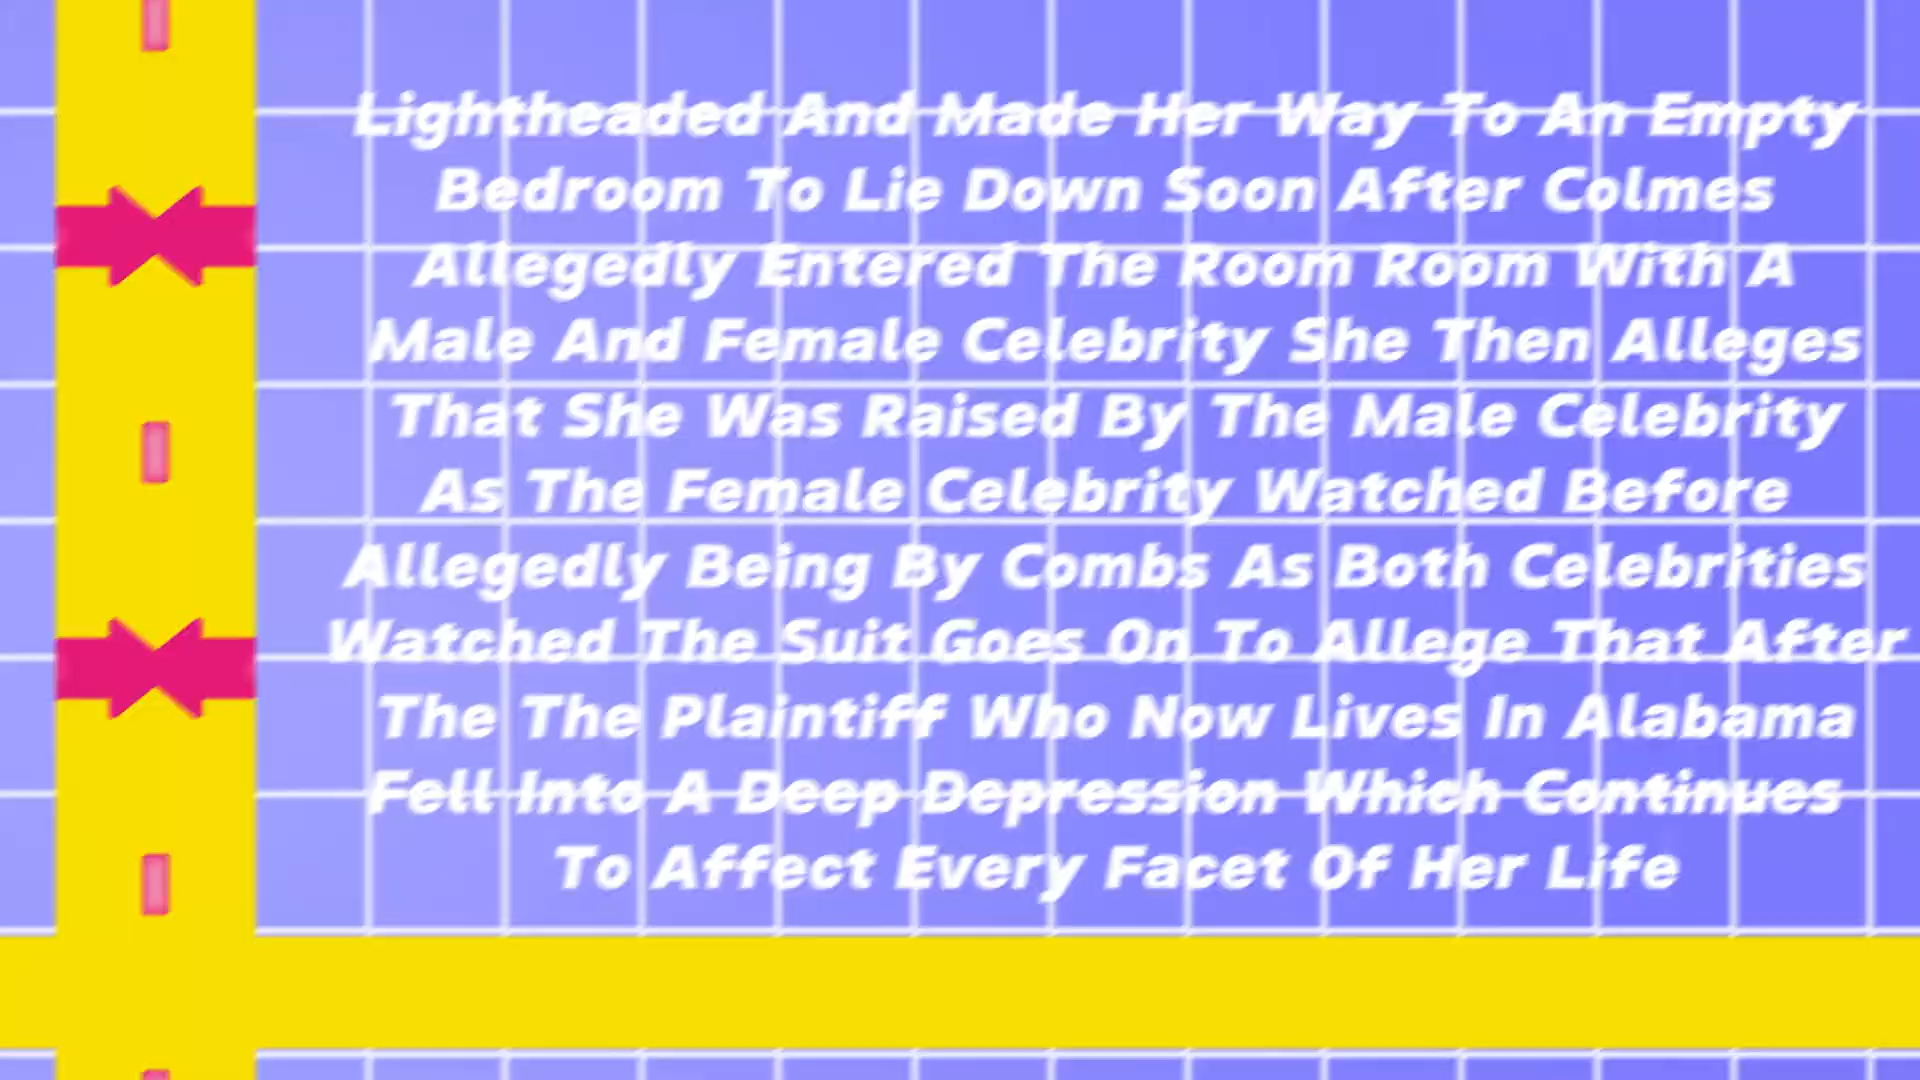 Lightheaded And Made Her Way To An Empty
Bedroom To Lie Down Soon After Colmes
Allegedly Entered The Room Room With A
Male And Female Celebrity She Then Alleges
That She Was Raised By The Male Celebrity
As The Female Celebrity Watched Before
Allegedly Being By Combs As Both Celebrities
Watched The Suit Goes On To Allege That After
The The Plaintiff Who Now Lives In Alabama
Fell Into A Deep Depression Which Continues
To Affect Every Facet Of Her Life